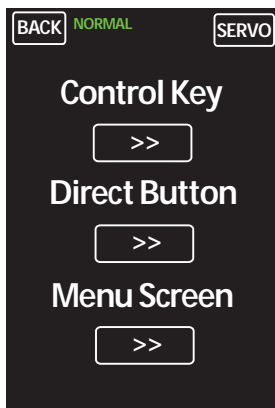 BACK NORMAL SERVO
Control Key
>>
Direct Button
>>
Menu Screen
>>